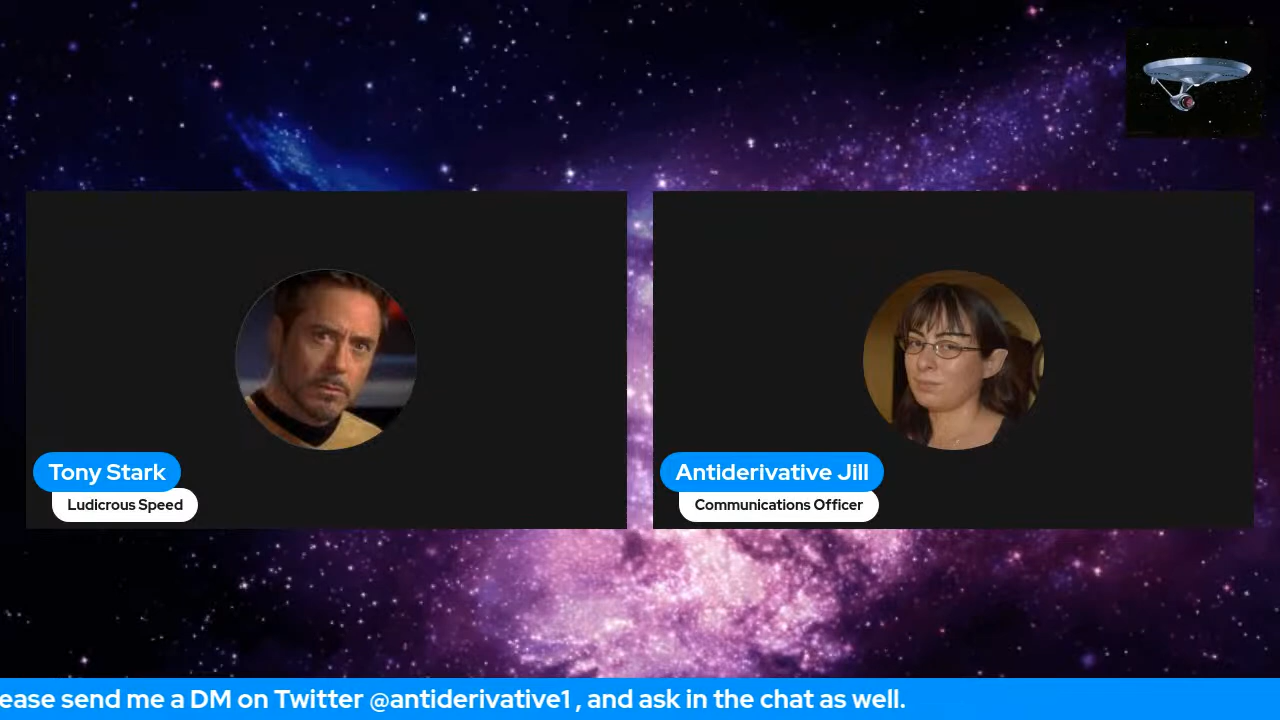 Tony Stark
Ludicrous Speed
Antiderivative Jill
Communications Officer
ease send me a DM on Twitter @antiderivative1 , and ask in the chat as well.